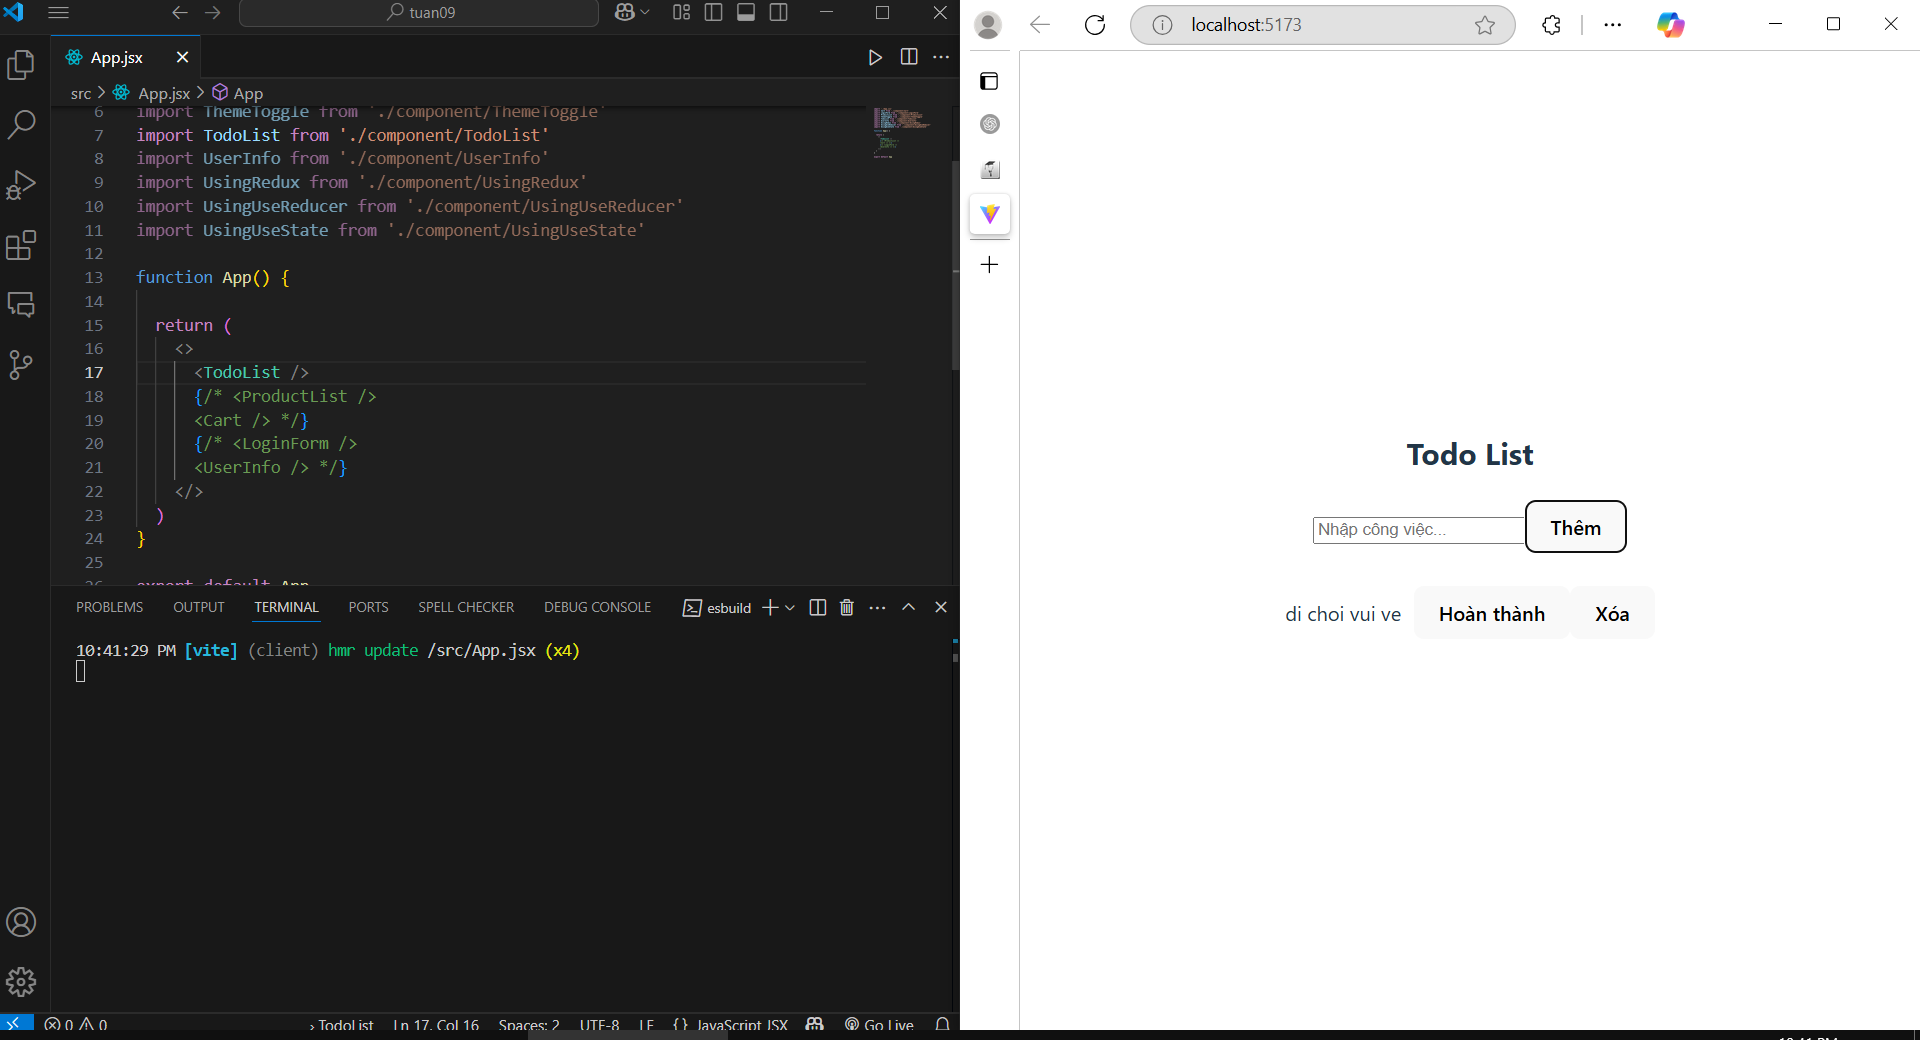 tuan09
App.jsx
src > App.jsx > App
6 import ThemeToggle from './component/ThemeToggle'
7 import TodoList from './component/TodoList'
8 import UserInfo from './component/UserInfo'
9 import UsingRedux from './component/UsingRedux'
10 import UsingUseReducer from './component/UsingUseReducer'
11 import UsingUseState from './component/UsingUseState'
12
13 function App() {
14
15 return (
16 <>
17 <TodoList />
18 {/* <ProductList />
19 <Cart /> */}
20 {/* <LoginForm />
21 <UserInfo /> */}
22 </>
23 )
24 }
25
26 export default App
PROBLEMS OUTPUT TERMINAL PORTS SPELL CHECKER DEBUG CONSOLE esbuild
10:41:29 PM [vite] (client) hmr update /src/App.jsx (x4)
0 0 › TodoList Ln 17, Col 16 Spaces: 2 UTF-8 LF {} JavaScript JSX Go Live
localhost:5173
Todo List
Nhập công việc... Thêm
di choi vui ve Hoàn thành Xóa
10:41 PM